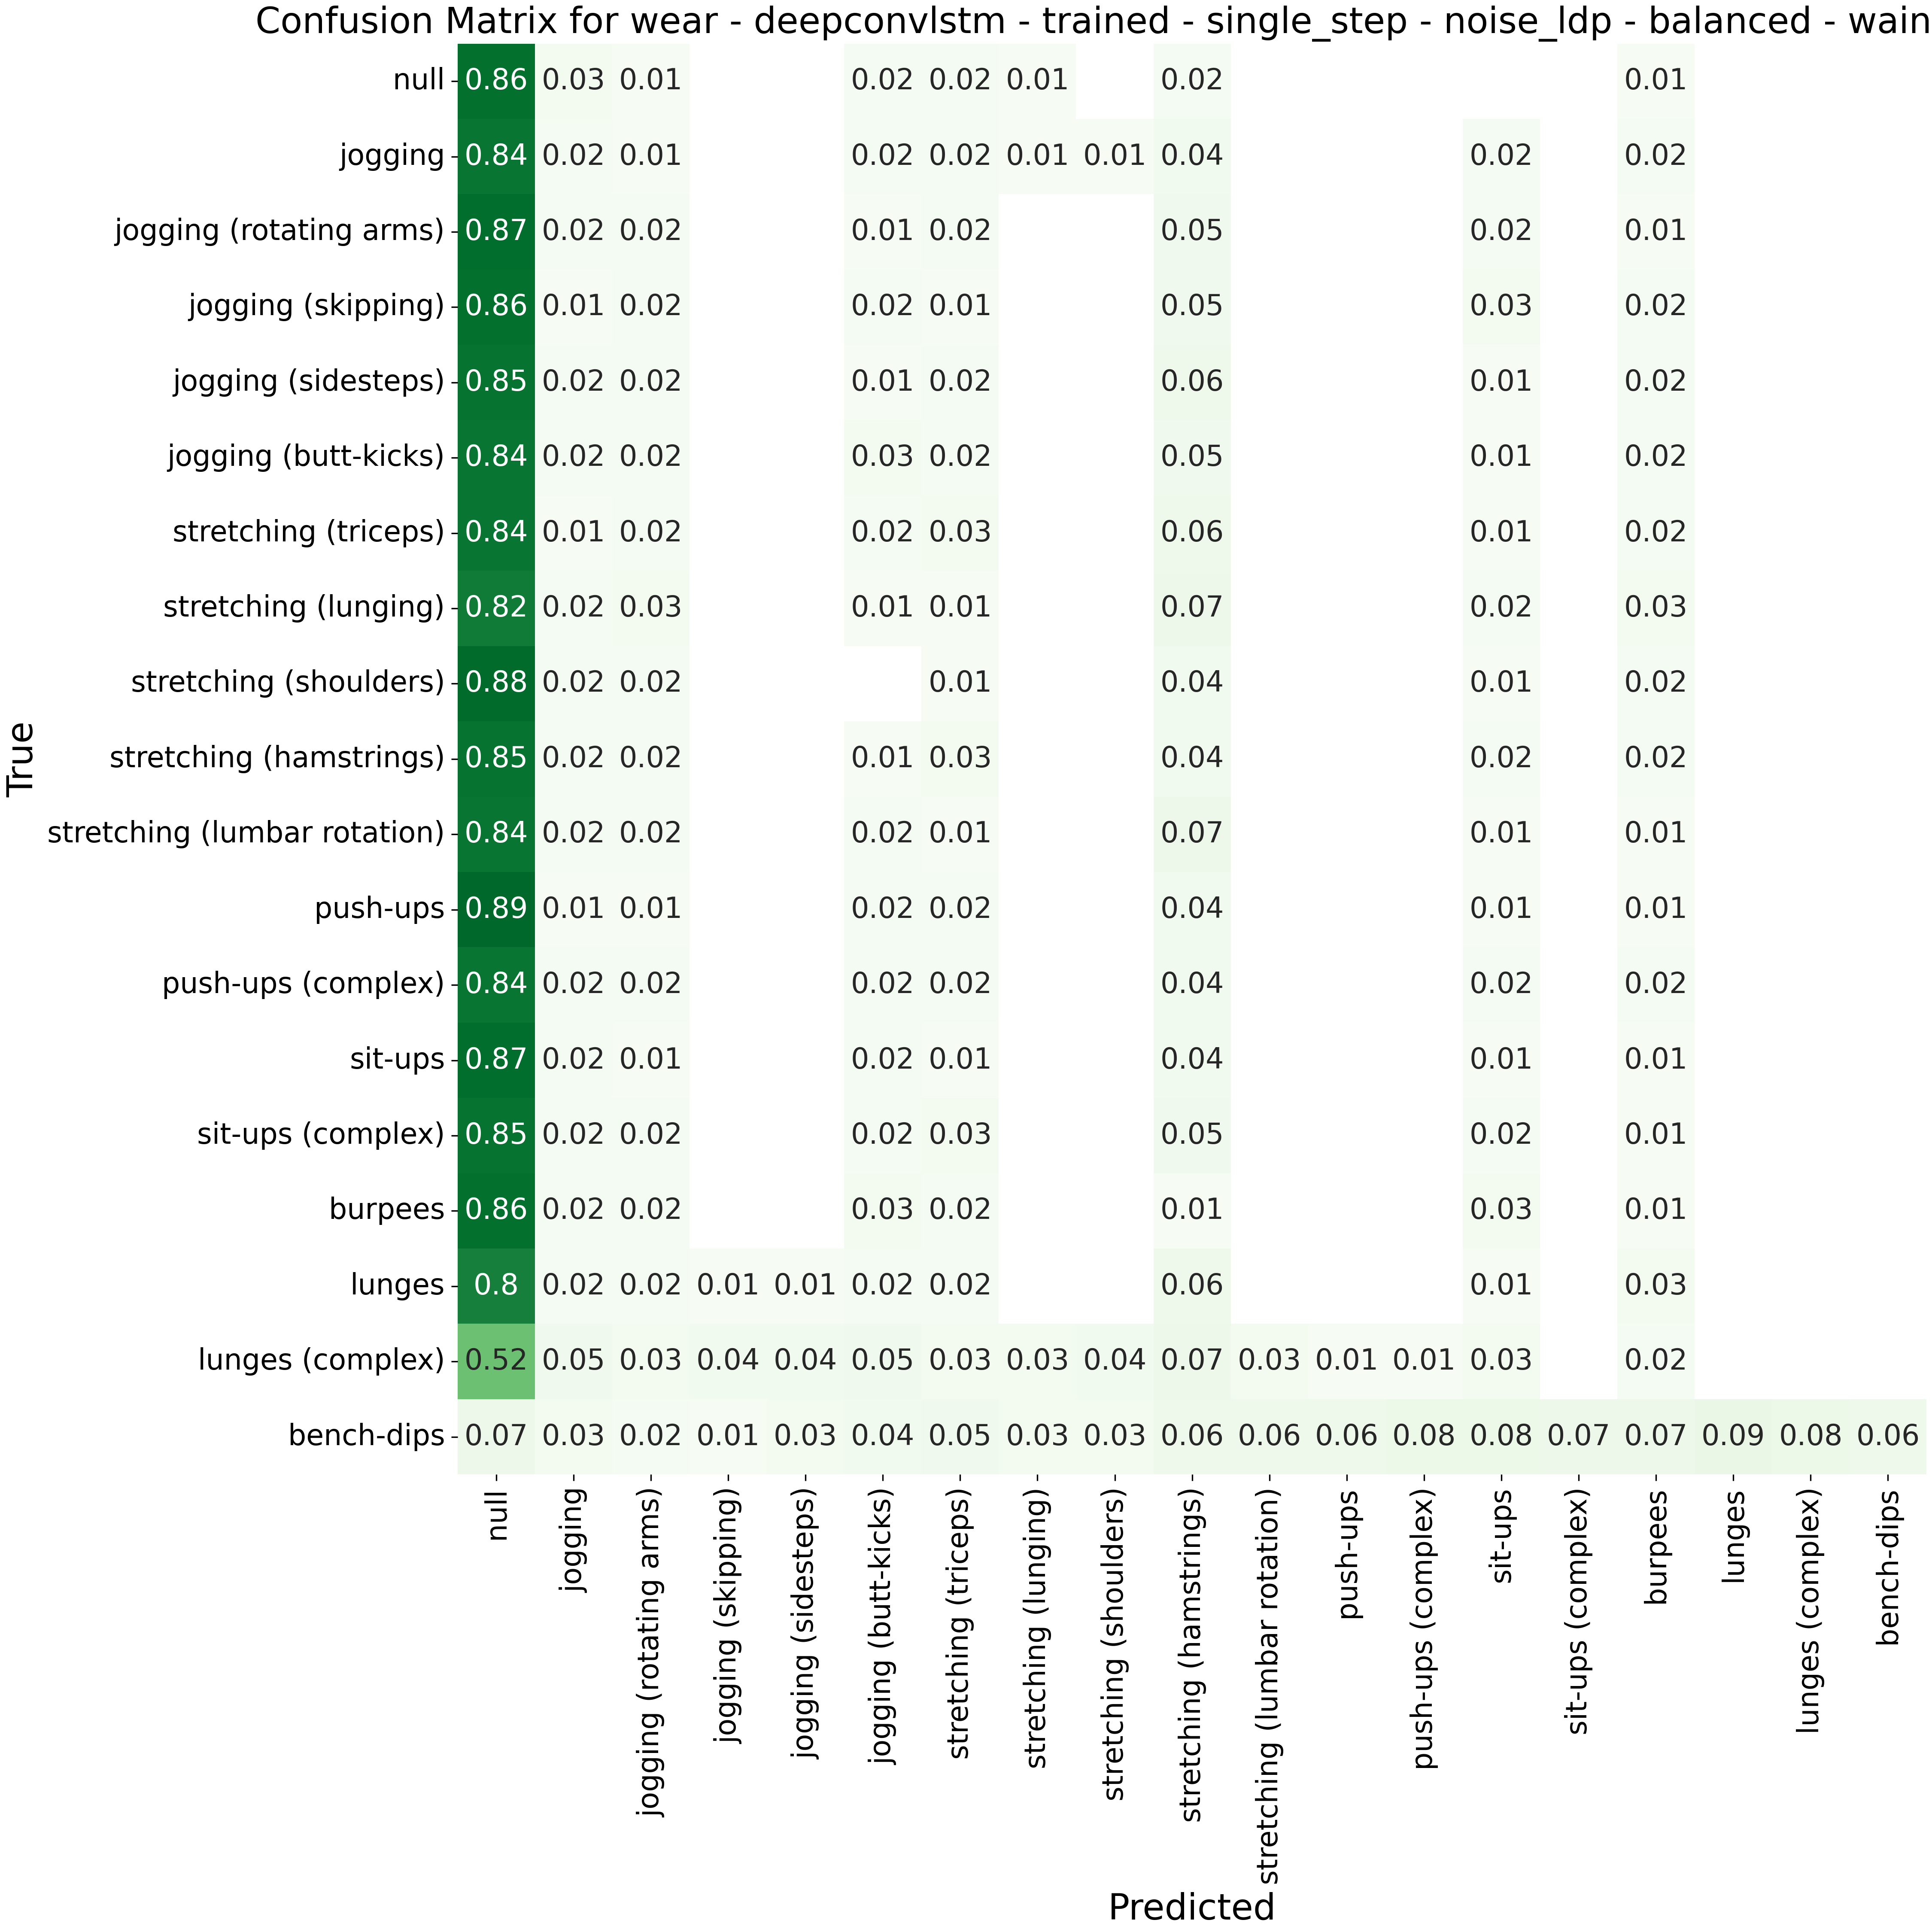 Confusion Matrix for wear - deepconvlstm - trained - single_step - noise_ldp - balanced - wain
null 0.86 0.03 0.01 0.02 0.02 0.01 0.02 0.01
jogging 0.84 0.02 0.01 0.02 0.02 0.01 0.01 0.04 0.02 0.02
jogging (rotating arms) 0.87 0.02 0.02 0.01 0.02 0.05 0.02 0.01
jogging (skipping) 0.86 0.01 0.02 0.02 0.01 0.05 0.03 0.02
jogging (sidesteps) 0.85 0.02 0.02 0.01 0.02 0.06 0.01 0.02
jogging (butt-kicks) 0.84 0.02 0.02 0.03 0.02 0.05 0.01 0.02
stretching (triceps) 0.84 0.01 0.02 0.02 0.03 0.06 0.01 0.02
stretching (lunging) 0.82 0.02 0.03 0.01 0.01 0.07 0.02 0.03
stretching (shoulders) 0.88 0.02 0.02 0.01 0.04 0.01 0.02
stretching (hamstrings) 0.85 0.02 0.02 0.01 0.03 0.04 0.02 0.02
stretching (lumbar rotation) 0.84 0.02 0.02 0.02 0.01 0.07 0.01 0.01
push-ups 0.89 0.01 0.01 0.02 0.02 0.04 0.01 0.01
push-ups (complex) 0.84 0.02 0.02 0.02 0.02 0.04 0.02 0.02
sit-ups 0.87 0.02 0.01 0.02 0.01 0.04 0.01 0.01
sit-ups (complex) 0.85 0.02 0.02 0.02 0.03 0.05 0.02 0.01
burpees 0.86 0.02 0.02 0.03 0.02 0.01 0.03 0.01
lunges 0.8 0.02 0.02 0.01 0.01 0.02 0.02 0.06 0.01 0.03
lunges (complex) 0.52 0.05 0.03 0.04 0.04 0.05 0.03 0.03 0.04 0.07 0.03 0.01 0.01 0.03 0.02
bench-dips 0.07 0.03 0.02 0.01 0.03 0.04 0.05 0.03 0.03 0.06 0.06 0.06 0.08 0.08 0.07 0.07 0.09 0.08 0.06
True
null
jogging
jogging (rotating arms)
jogging (skipping)
jogging (sidesteps)
jogging (butt-kicks)
stretching (triceps)
stretching (lunging)
stretching (shoulders)
stretching (hamstrings)
stretching (lumbar rotation)
push-ups
push-ups (complex)
sit-ups
sit-ups (complex)
burpees
lunges
lunges (complex)
bench-dips
Predicted